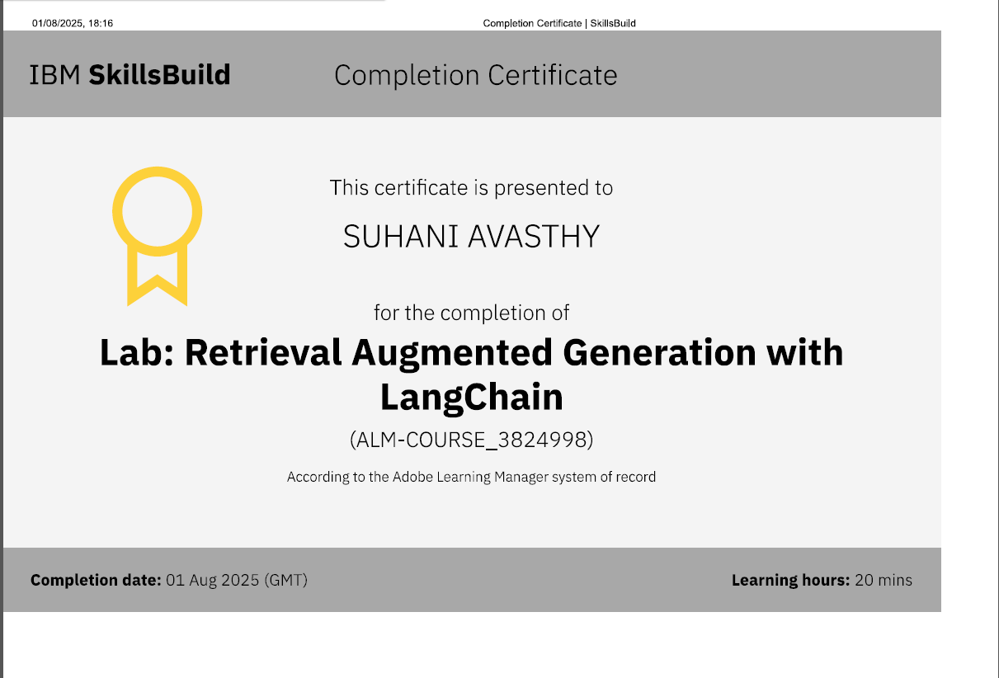 01/08/2025, 18:16
Completion Certificate | SkillsBuild
IBM SkillsBuild
Completion Certificate
This certificate is presented to
SUHANI AVASTHY
for the completion of
Lab: Retrieval Augmented Generation with
LangChain
(ALM-COURSE_3824998)
According to the Adobe Learning Manager system of record
Completion date: 01 Aug 2025 (GMT)
Learning hours: 20 mins